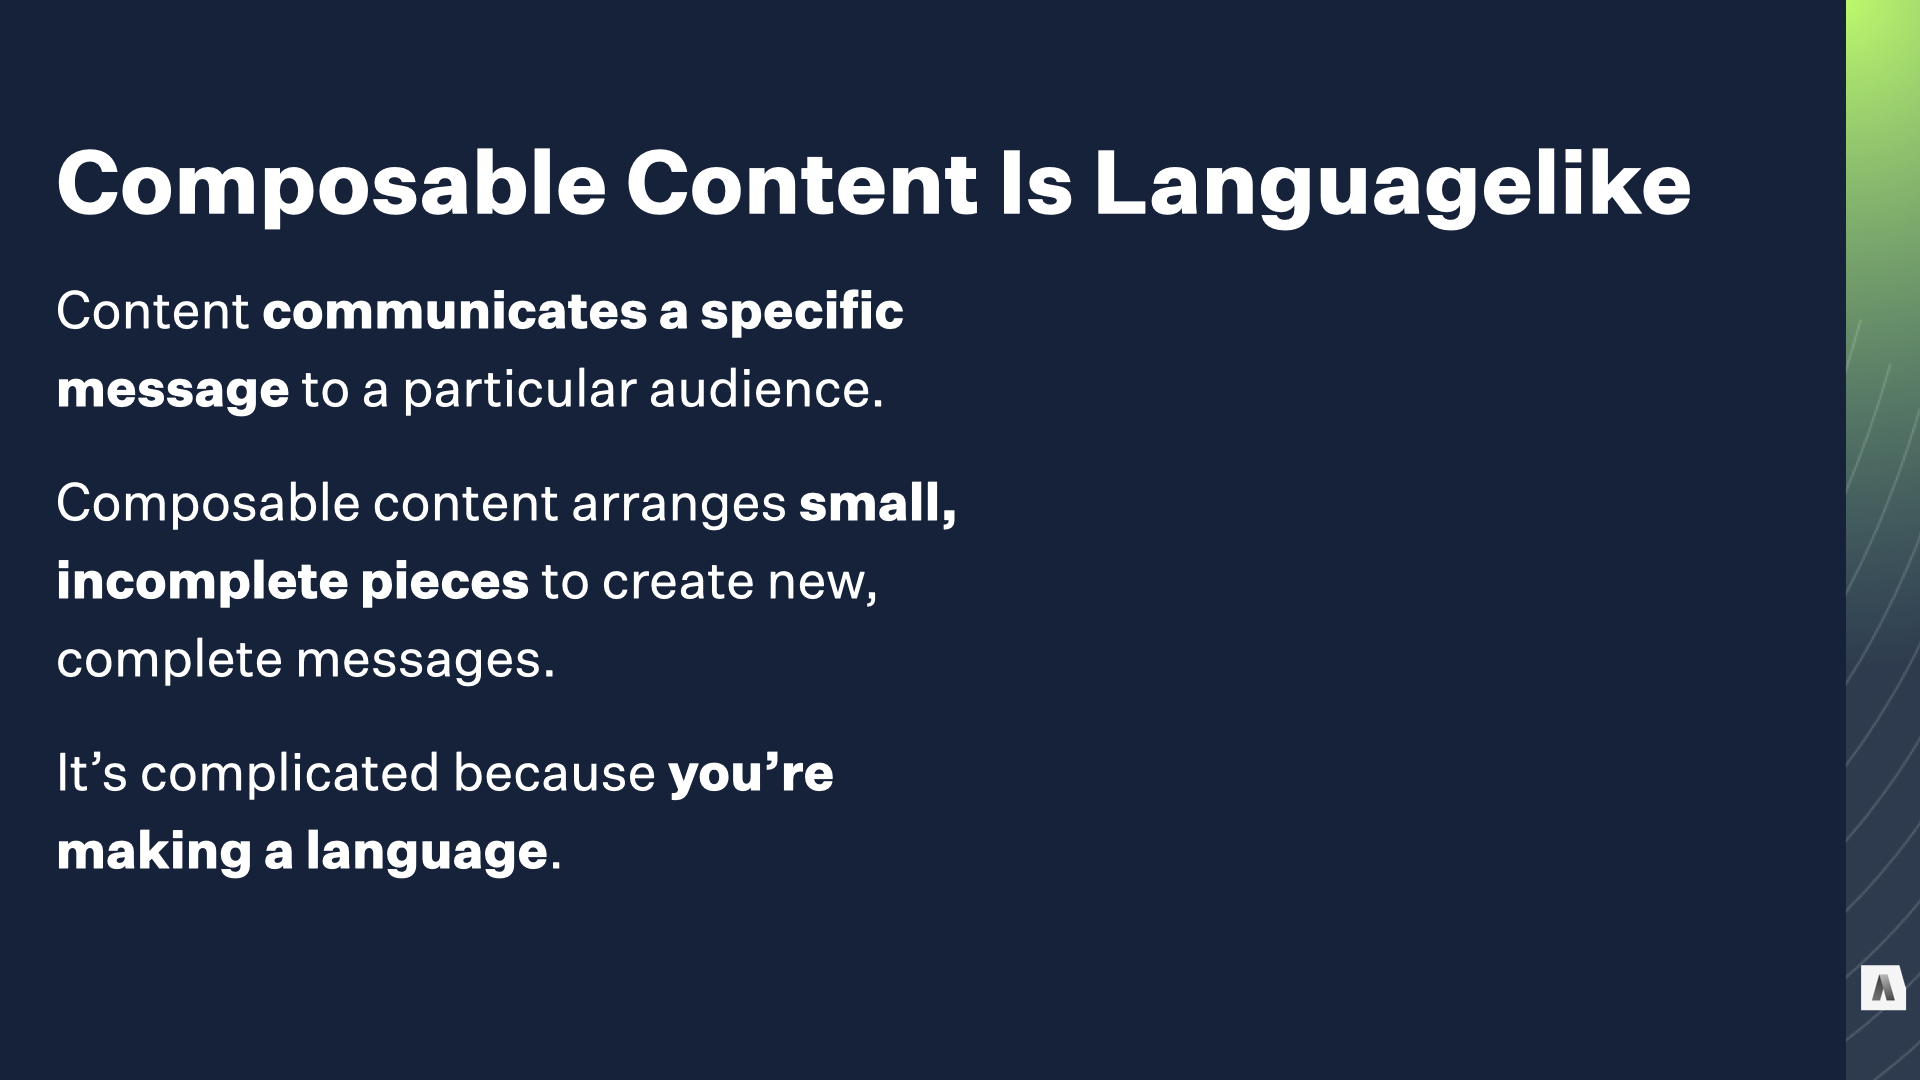 Composable Content Is Languagelike
Content communicates a specific
message to a particular audience.
Composable content arranges small,
incomplete pieces to create new,
complete messages.
It’s complicated because you’re
making a language.